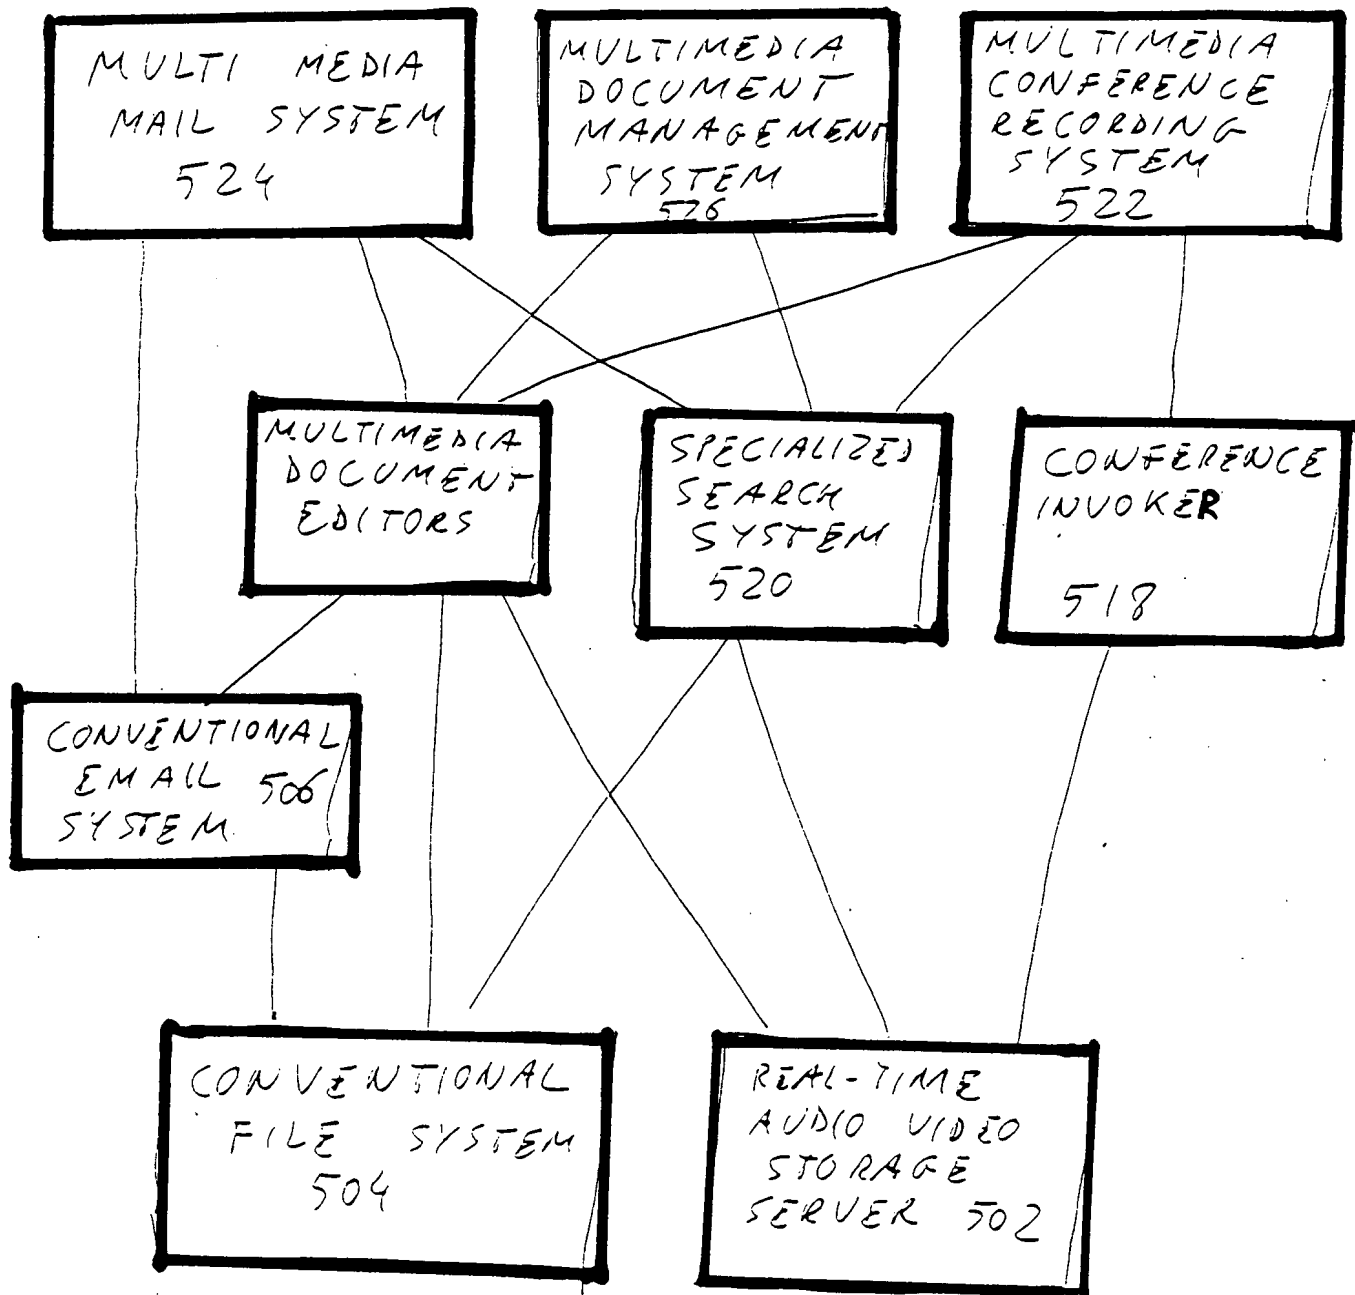 MULTI MEDIA
MAIL SYSTEM
524
MULTIMEDIA
DOCUMENT
MANAGEMENT
SYSTEM
526
MULTIMEDIA
CONFERENCE
RECORDING
SYSTEM
522
MULTIMEDIA
DOCUMENT
EDITORS
SPECIALIZED
SEARCH
SYSTEM
520
CONFERENCE
INVOKER
518
CONVENTIONAL
EMAIL 506
SYSTEM
CONVENTIONAL
FILE SYSTEM
504
REAL-TIME
AUDIO VIDEO
STORAGE
SERVER 502